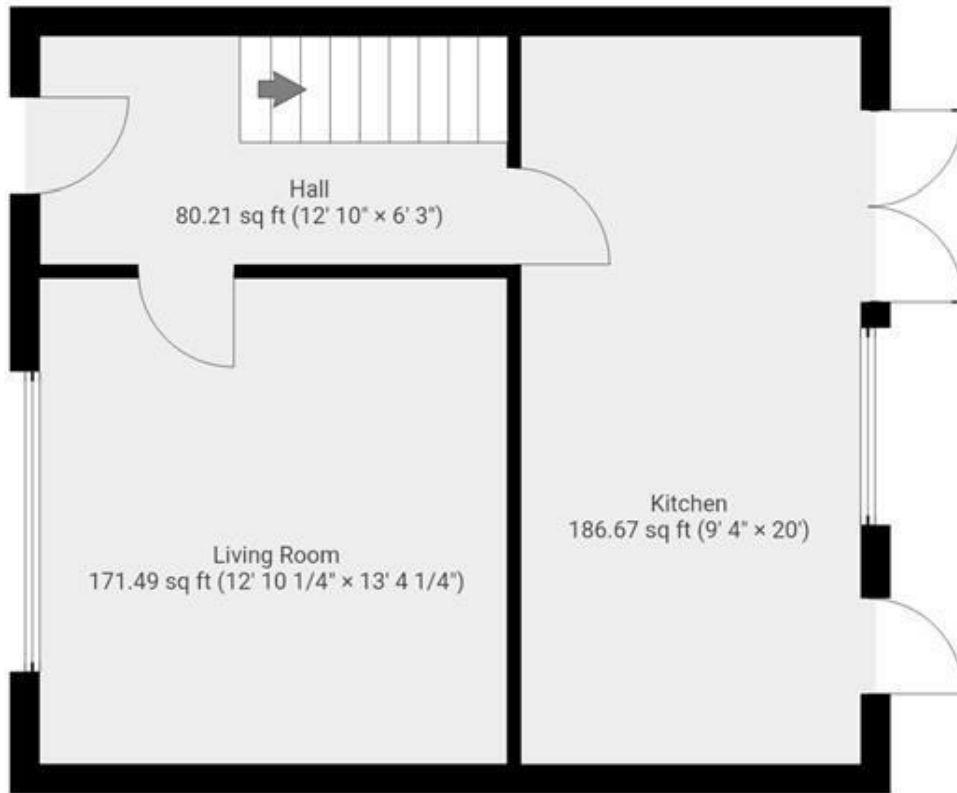 Hall
80.21 sq ft (12' 10" × 6' 3")
Kitchen
186.67 sq ft (9' 4" × 20')
Living Room
171.49 sq ft (12' 10 1/4" × 13' 4 1/4")